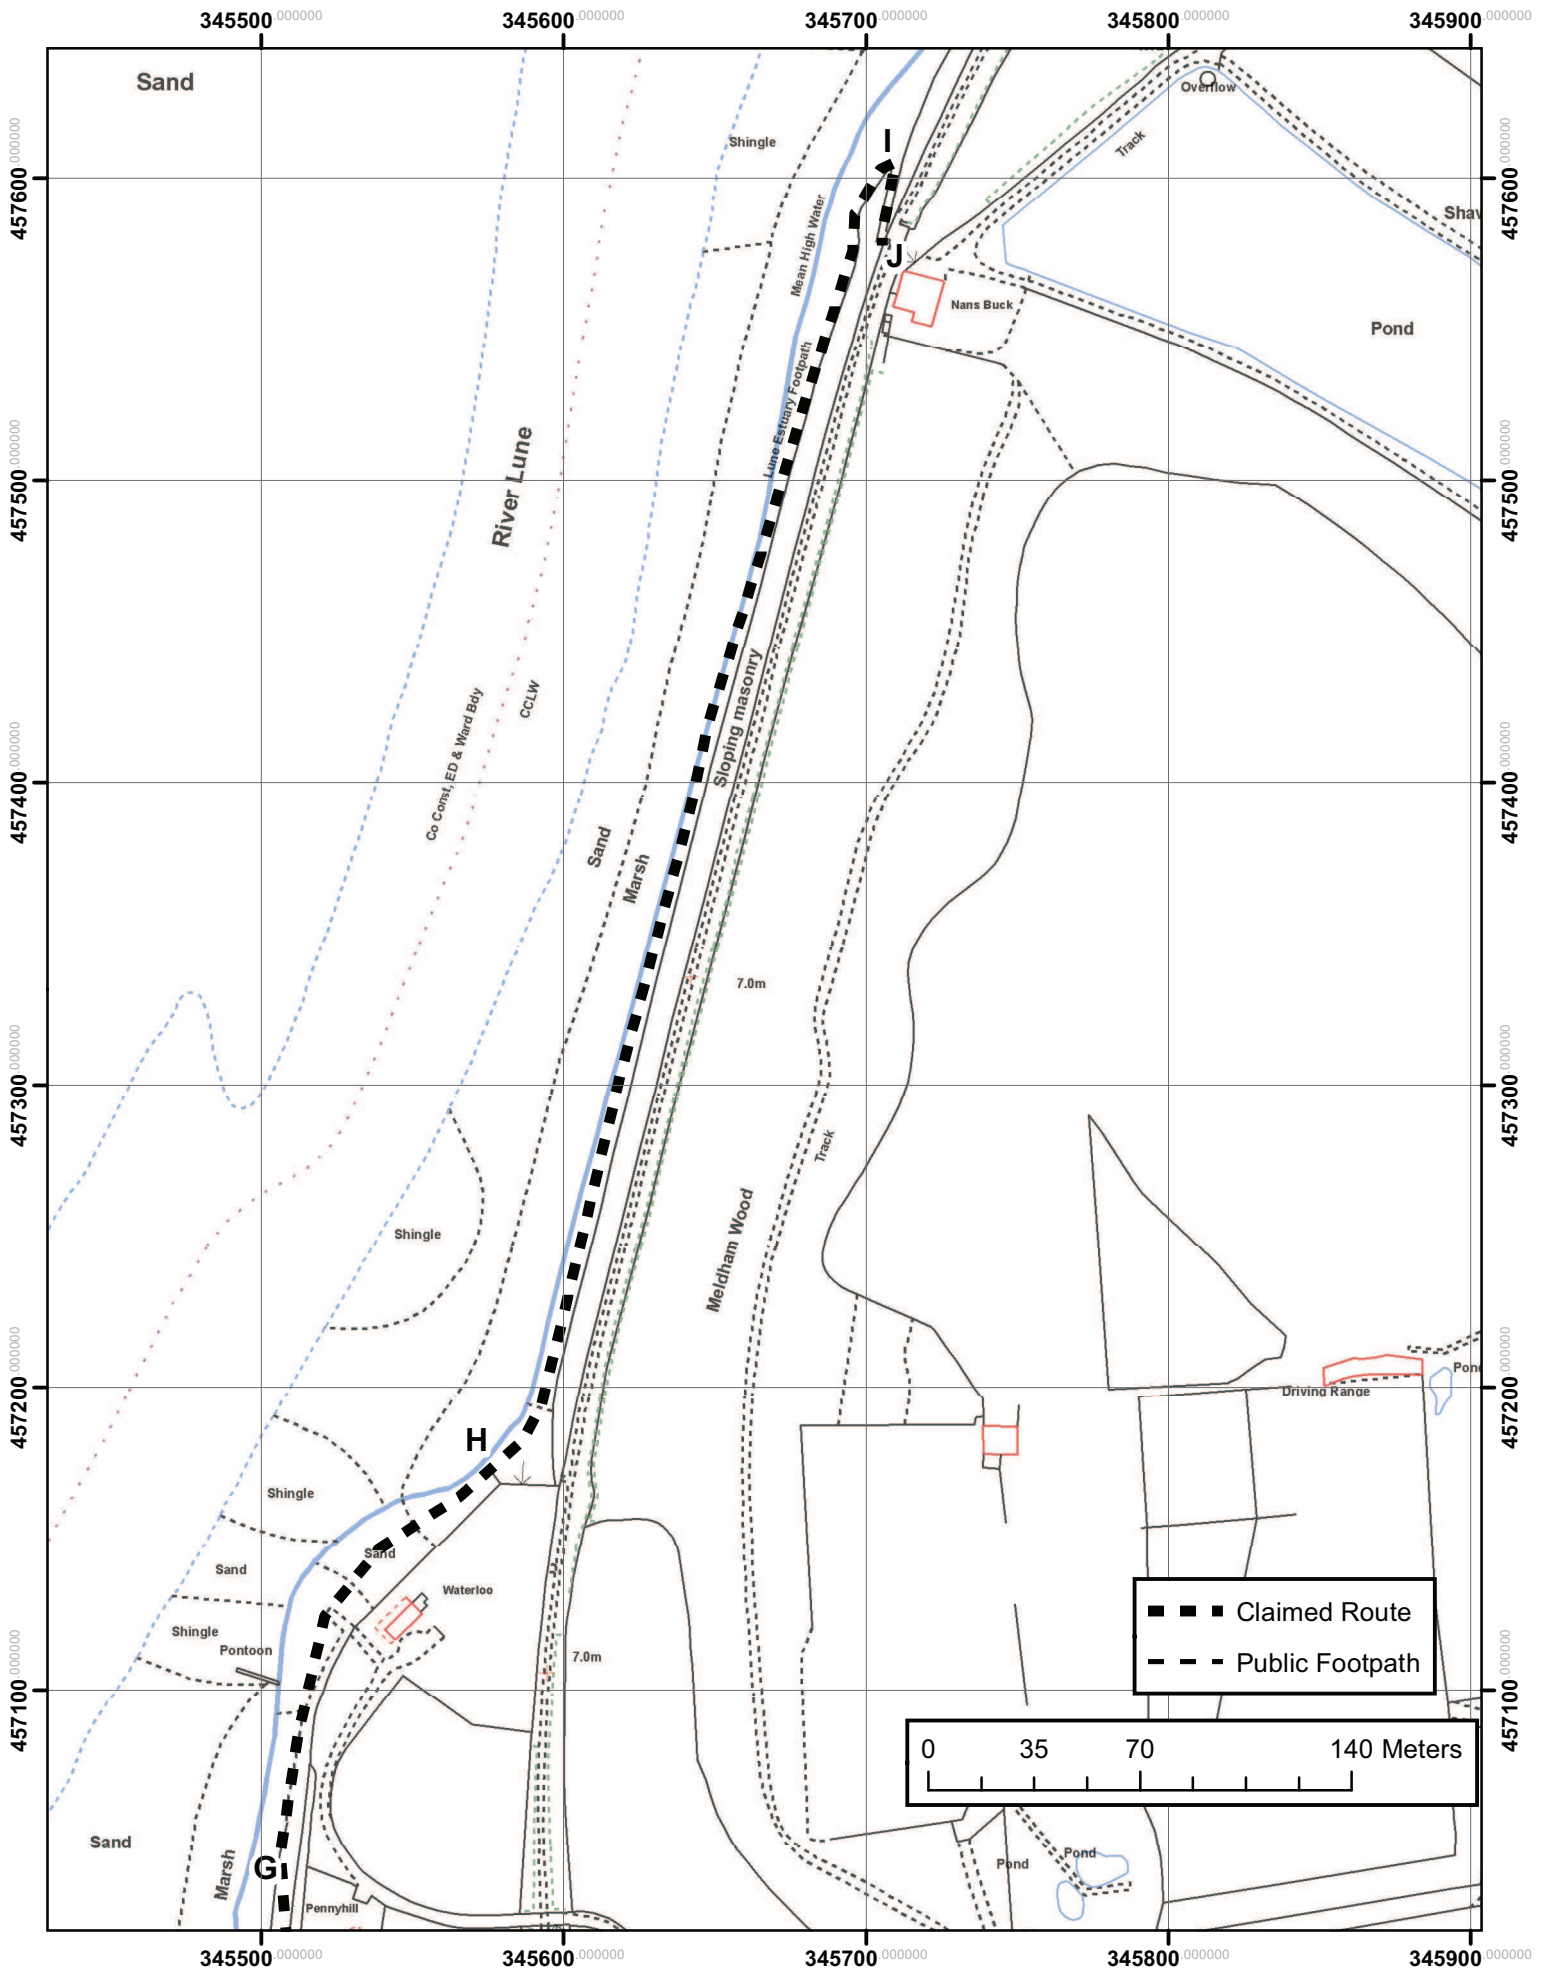 345500.000000 345600.000000 345700.000000 345800.000000 345900.000000
Sand
Overflow
Shingle
Track
I
457600.000000
457600.000000
Mean High Water
Shav
J
Nans Buck
Pond
Lune Estuary Footpath
River Lune
457500.000000
457500.000000
Co Const, ED & Ward Bdy
CCLW
Sloping masonry
457400.000000
457400.000000
Sand
Marsh
7.0m
457300.000000
457300.000000
Track
Shingle
Meldham Wood
457200.000000
457200.000000
Pond
Driving Range
H
Shingle
Sand
Sand
Waterloo
Shingle
Pontoon
7.0m
457100.000000
457100.000000
Claimed Route
Public Footpath
0 35 70 140 Meters
Sand
Marsh
G
Pond
Pond
Pennyhill
345500.000000 345600.000000 345700.000000 345800.000000 345900.000000